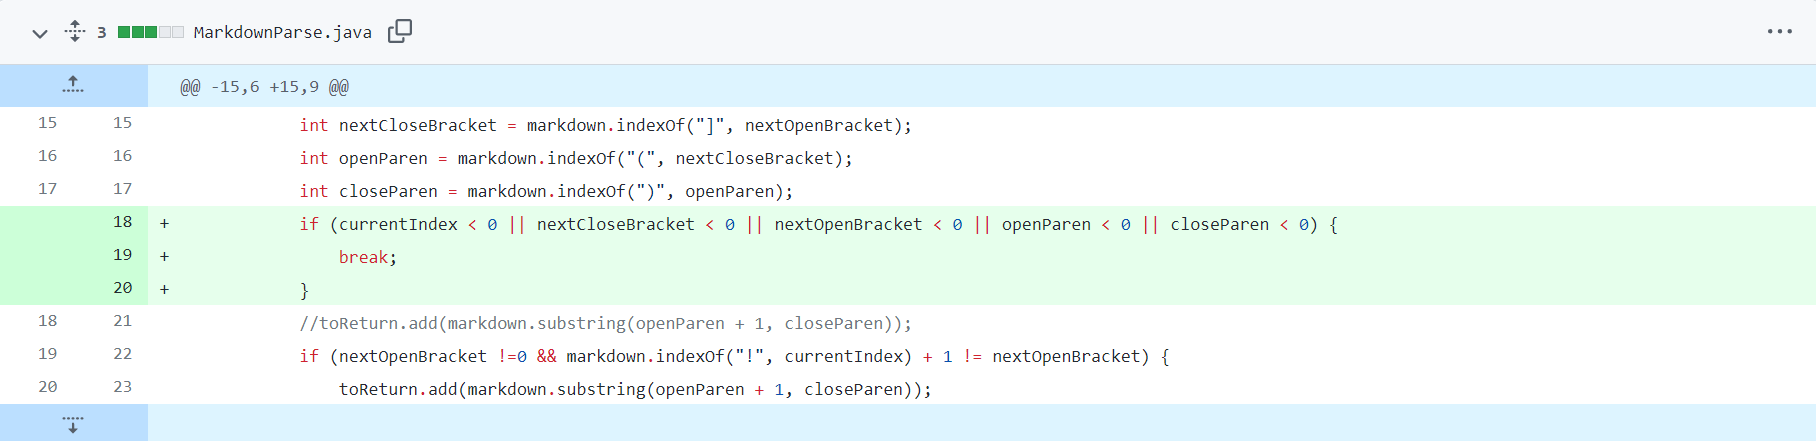 3 MarkdownParse.java
@@ -15,6 +15,9 @@
15 15 int nextCloseBracket = markdown.indexOf("]", nextOpenBracket);
16 16 int openParen = markdown.indexOf("(", nextCloseBracket);
17 17 int closeParen = markdown.indexOf(")", openParen);
18 + if (currentIndex < 0 || nextCloseBracket < 0 || nextOpenBracket < 0 || openParen < 0 || closeParen < 0) {
19 + break;
20 + }
18 21 //toReturn.add(markdown.substring(openParen + 1, closeParen));
19 22 if (nextOpenBracket !=0 && markdown.indexOf("!", currentIndex) + 1 != nextOpenBracket) {
20 23 toReturn.add(markdown.substring(openParen + 1, closeParen));